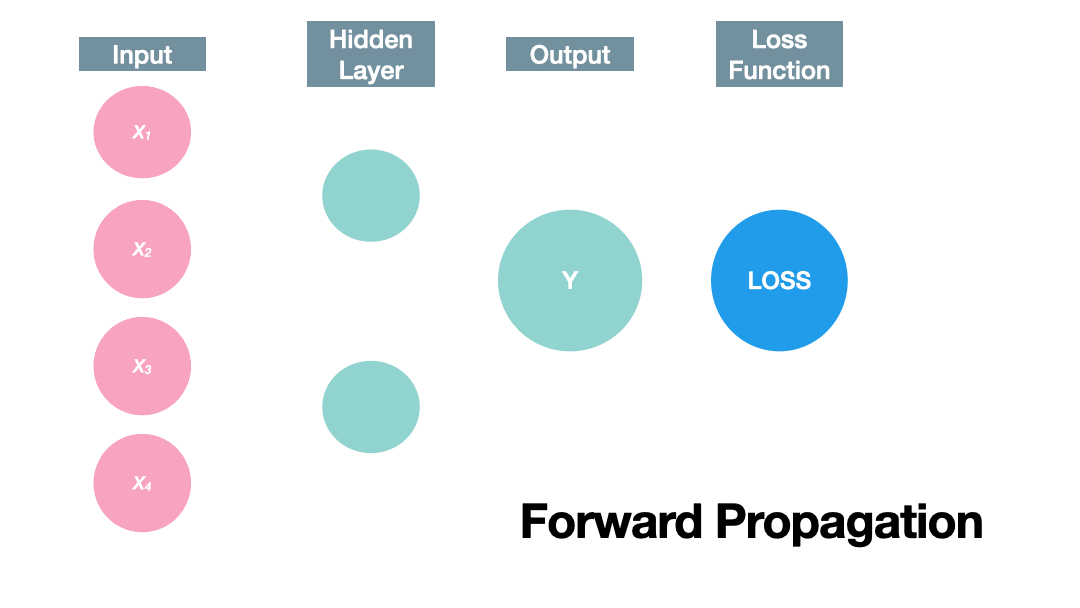 Input
Hidden
Layer
Output
Loss
Function
X₁
X₂
X₃
X₄
Y
LOSS
Forward Propagation